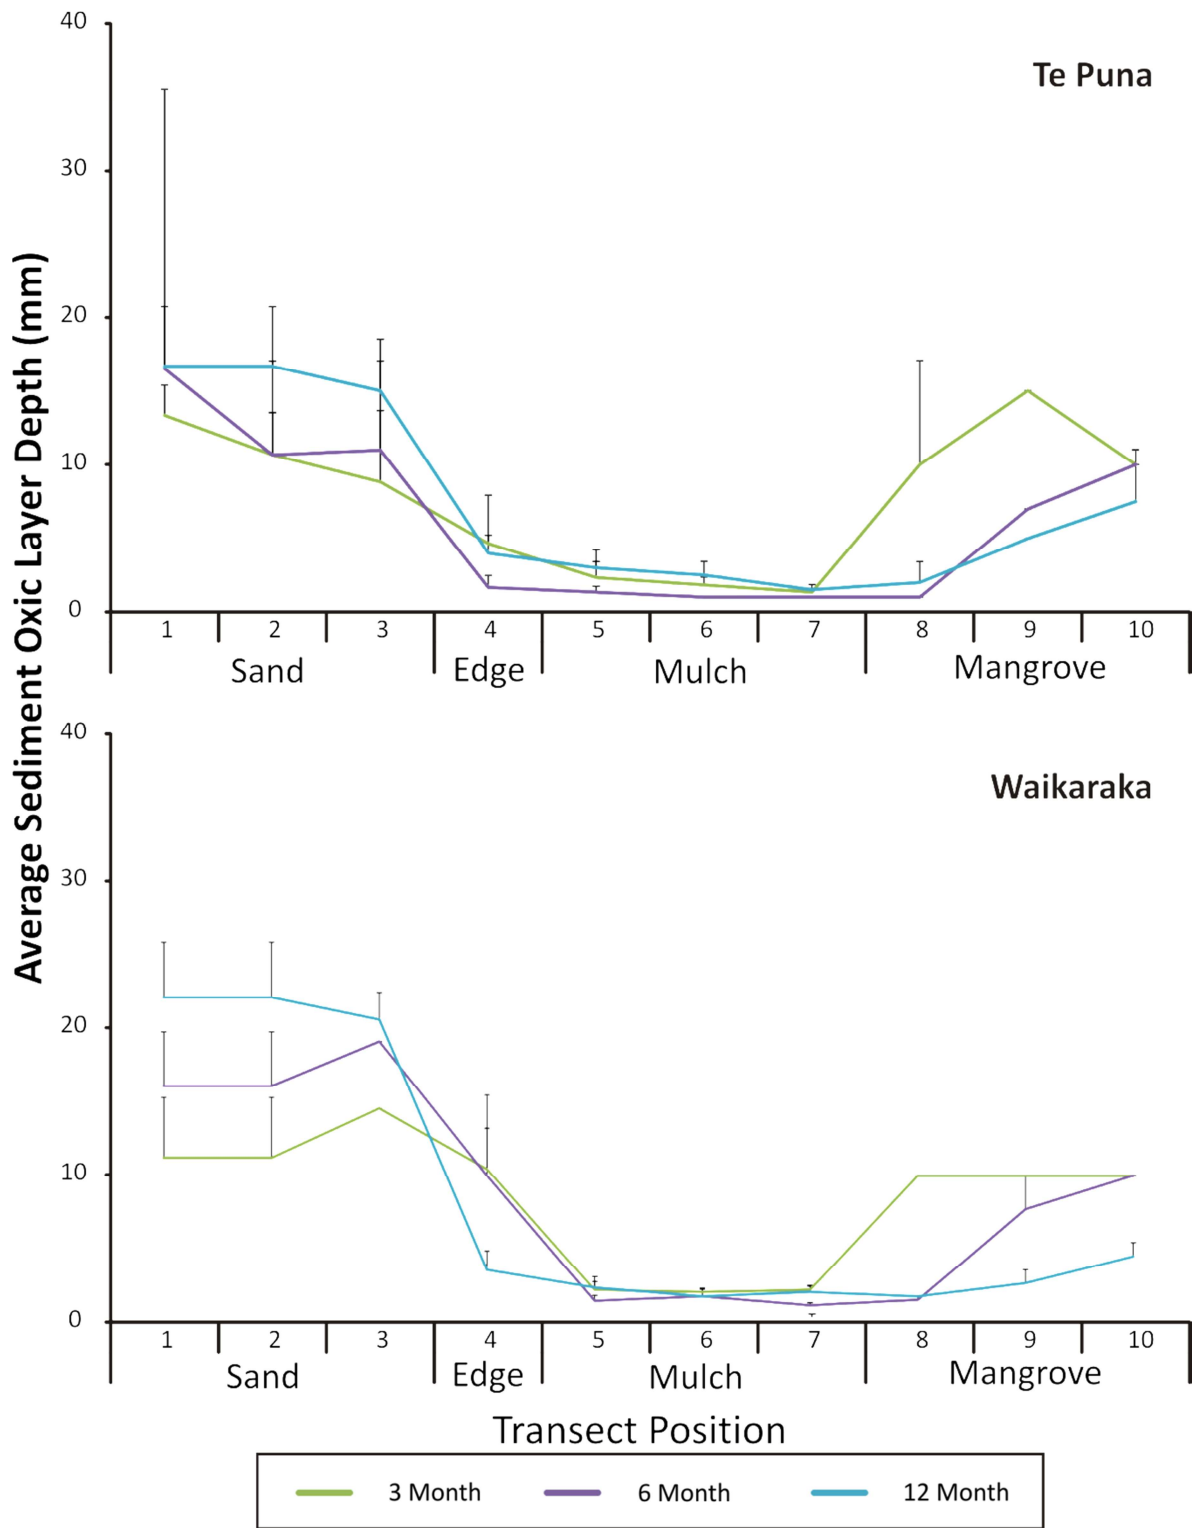 Average Sediment Oxic Layer Depth (mm)
Te Puna
40
30
20
10
0
1 2 3 4 5 6 7 8 9 10
Sand Edge Mulch Mangrove
Waikaraka
40
30
20
10
0
1 2 3 4 5 6 7 8 9 10
Sand Edge Mulch Mangrove
Transect Position
3 Month 6 Month 12 Month